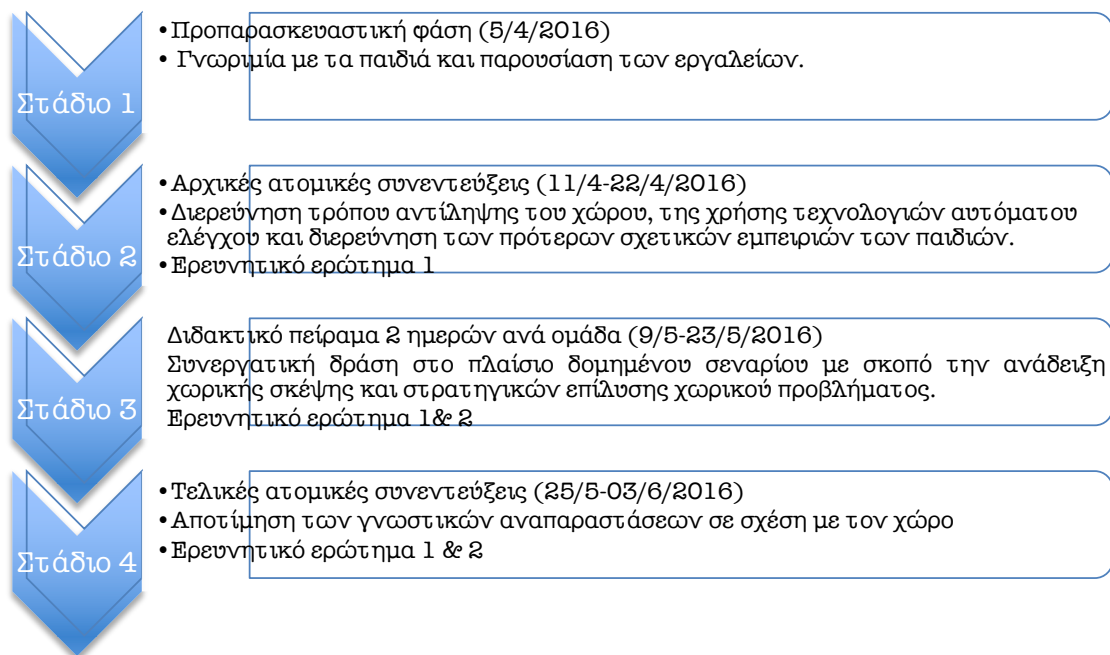 Στάδιο 1
•Προπαρασκευαστική φάση (5/4/2016)
• Γνωριμία με τα παιδιά και παρουσίαση των εργαλείων.
Στάδιο 2
•Αρχικές ατομικές συνεντεύξεις (11/4-22/4/2016)
•Διερεύνηση τρόπου αντίληψης του χώρου, της χρήσης τεχνολογιών αυτόματου
ελέγχου και διερεύνηση των πρότερων σχετικών εμπειριών των παιδιών.
•Ερευνητικό ερώτημα 1
Στάδιο 3
Διδακτικό πείραμα 2 ημερών ανά ομάδα (9/5-23/5/2016)
Συνεργατική δράση στο πλαίσιο δομημένου σεναρίου με σκοπό την ανάδειξη
χωρικής σκέψης και στρατηγικών επίλυσης χωρικού προβλήματος.
Ερευνητικό ερώτημα 1& 2
Στάδιο 4
•Τελικές ατομικές συνεντεύξεις (25/5-03/6/2016)
•Αποτίμηση των γνωστικών αναπαραστάσεων σε σχέση με τον χώρο
•Ερευνητικό ερώτημα 1 & 2